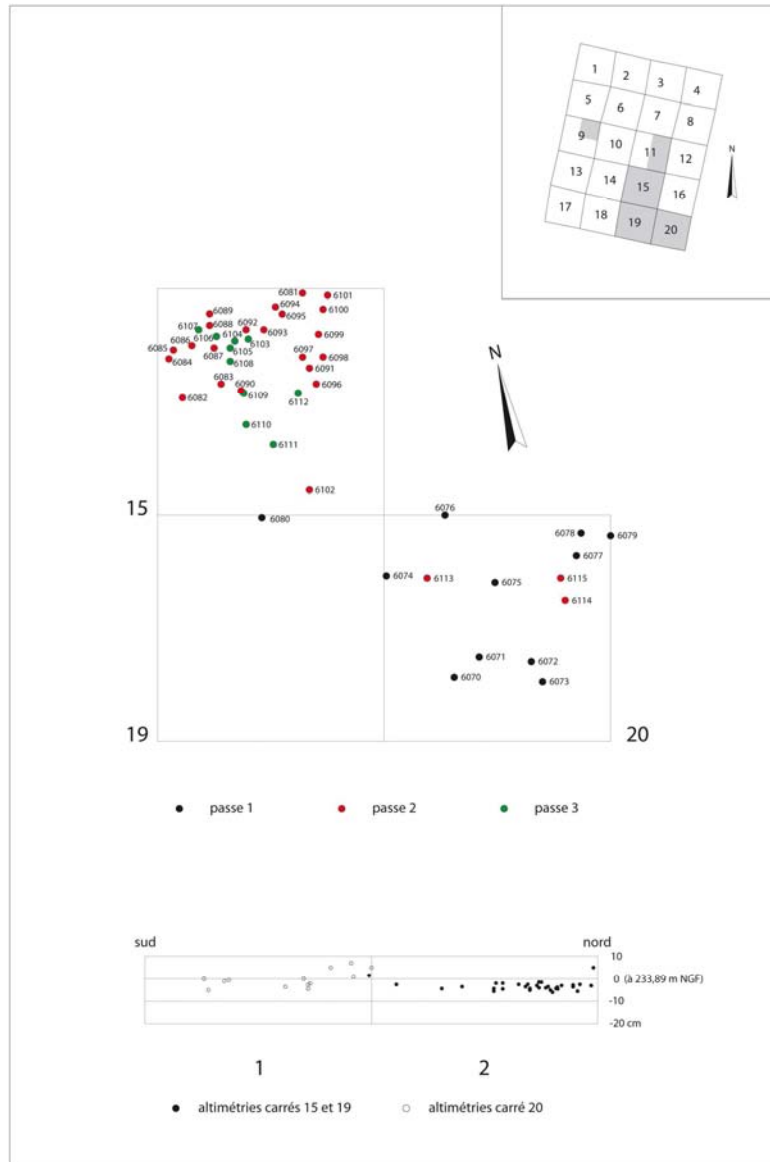 1 2 3 4
5 6 7 8
9 10 11 12
13 14 15 16
17 18 19 20
N
6081 6101
6094 6100
6089 6095
6107 6088 6092 6093 6099
6106 6104 6103
6086 6105 6097 6098
6085 6087
6084 6108 6091
6083 6090 6096
6082 6109 6112
6110
6111
6102
N
15 6076
6080 6078 6079
6077
6074 6113 6075 6115
6114
6071 6072
6070 6073
19 20
passe 1 passe 2 passe 3
sud nord
10
0 (à 233,89 m NGF)
-10
-20 cm
1 2
altimétries carrés 15 et 19 altimétries carré 20